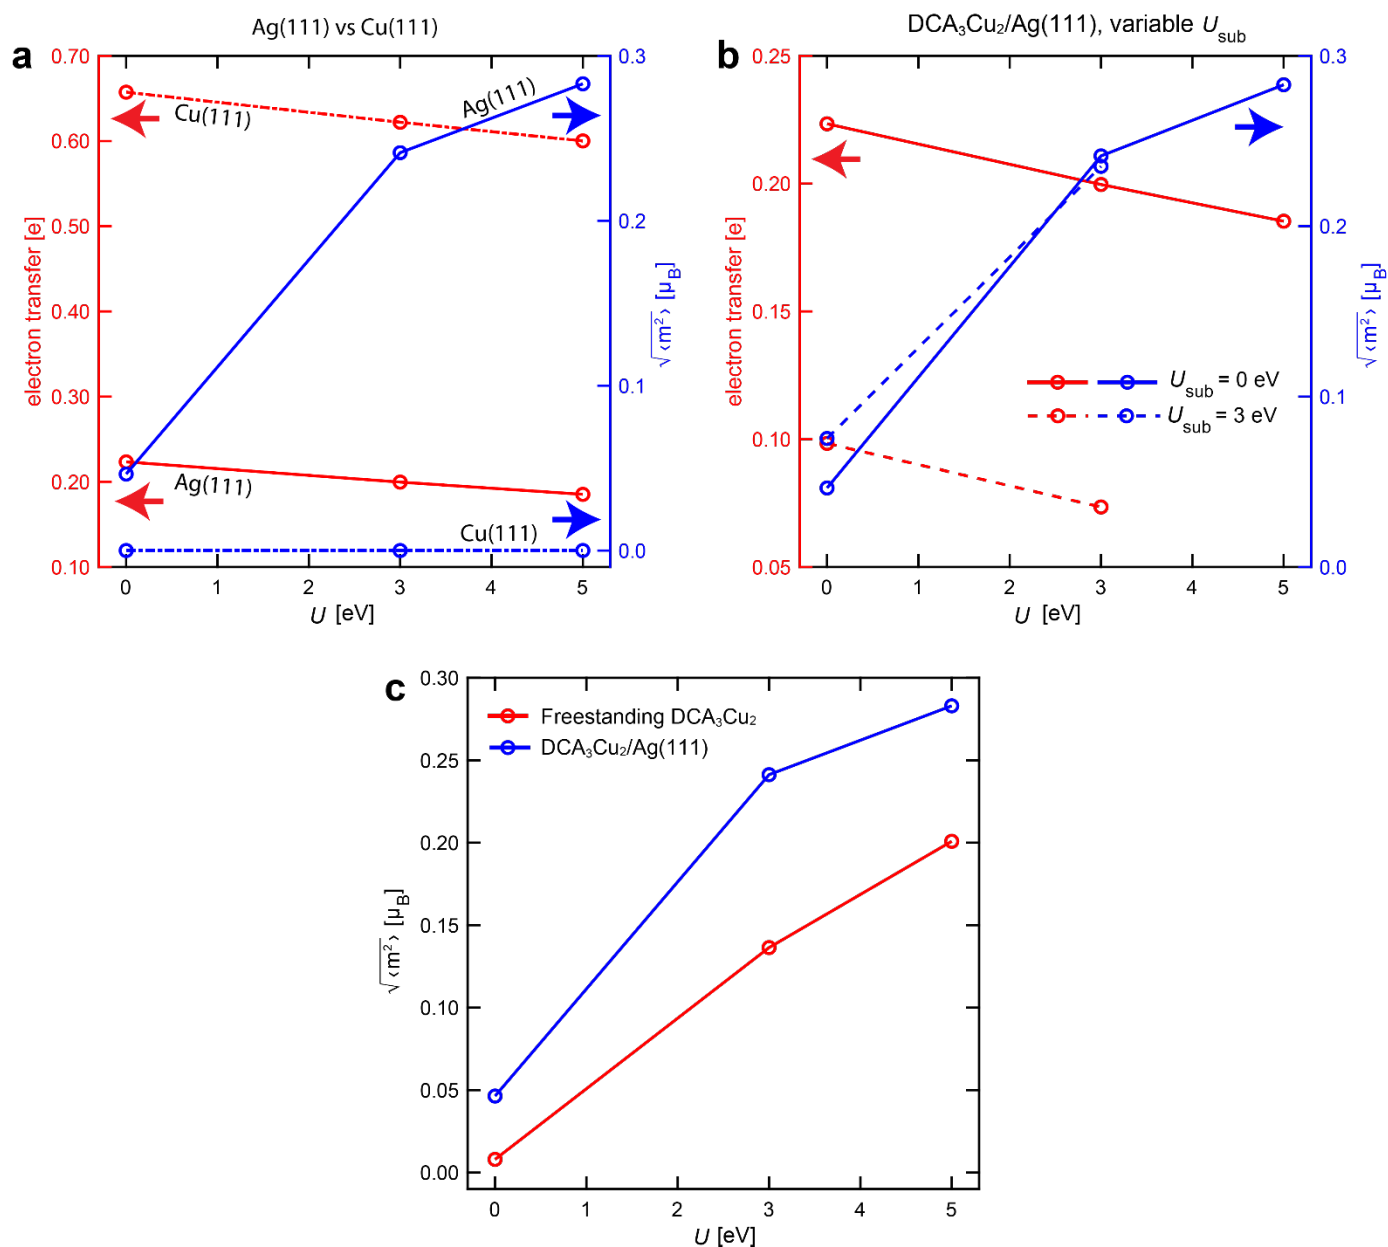 a
Ag(111) vs Cu(111)
0.70
0.60
0.50
0.40
0.30
0.20
0.10
electron transfer [e]
Cu(111)
Ag(111)
Ag(111)
Cu(111)
0.3
0.2
0.1
0.0
√‹m²› [μB]
0 1 2 3 4 5
U [eV]
b
DCA₃Cu₂/Ag(111), variable Usub
0.25
0.20
0.15
0.10
0.05
electron transfer [e]
Usub = 0 eV
Usub = 3 eV
0.3
0.2
0.1
0.0
√‹m²› [μB]
0 1 2 3 4 5
U [eV]
c
0.30
0.25
0.20
0.15
0.10
0.05
0.00
√‹m²› [μB]
Freestanding DCA₃Cu₂
DCA₃Cu₂/Ag(111)
0 1 2 3 4 5
U [eV]